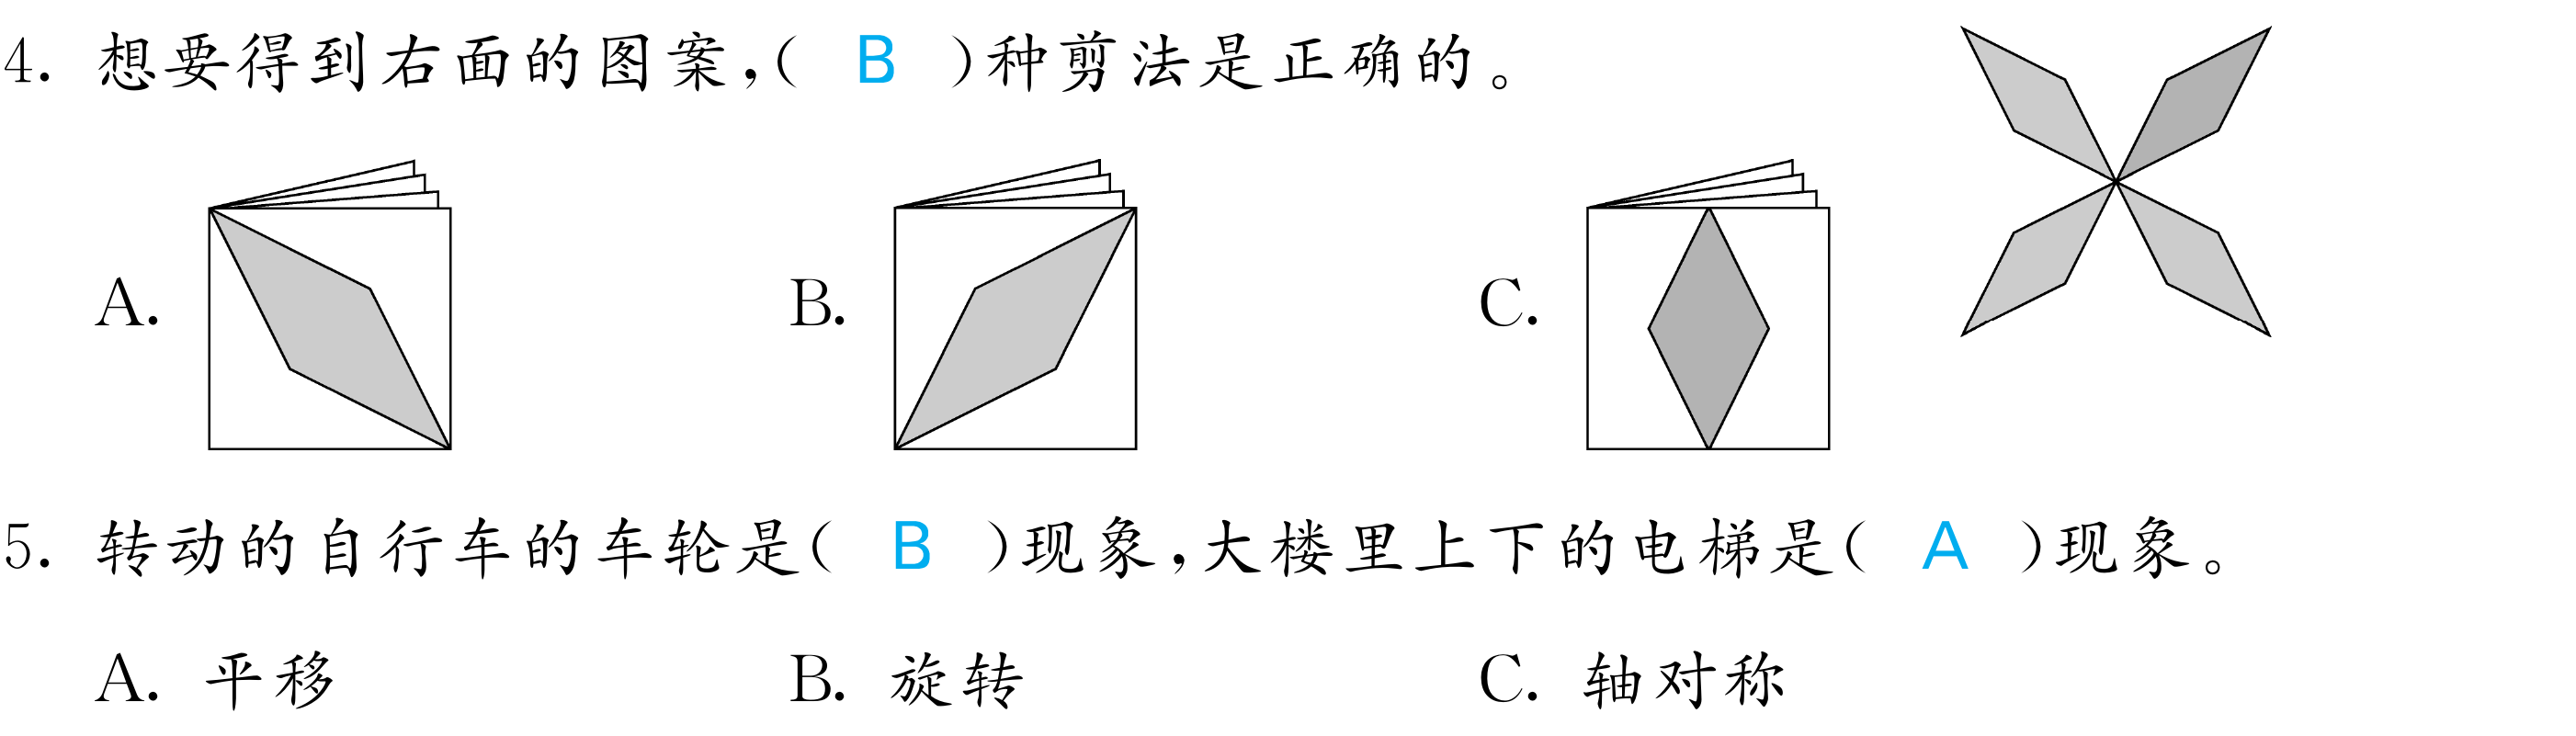 4. 想要得到右面的图案,( B )种剪法是正确的。
A. B. C.
5. 转动的自行车的车轮是( B )现象,大楼里上下的电梯是( A )现象。
A. 平移 B. 旋转 C. 轴对称